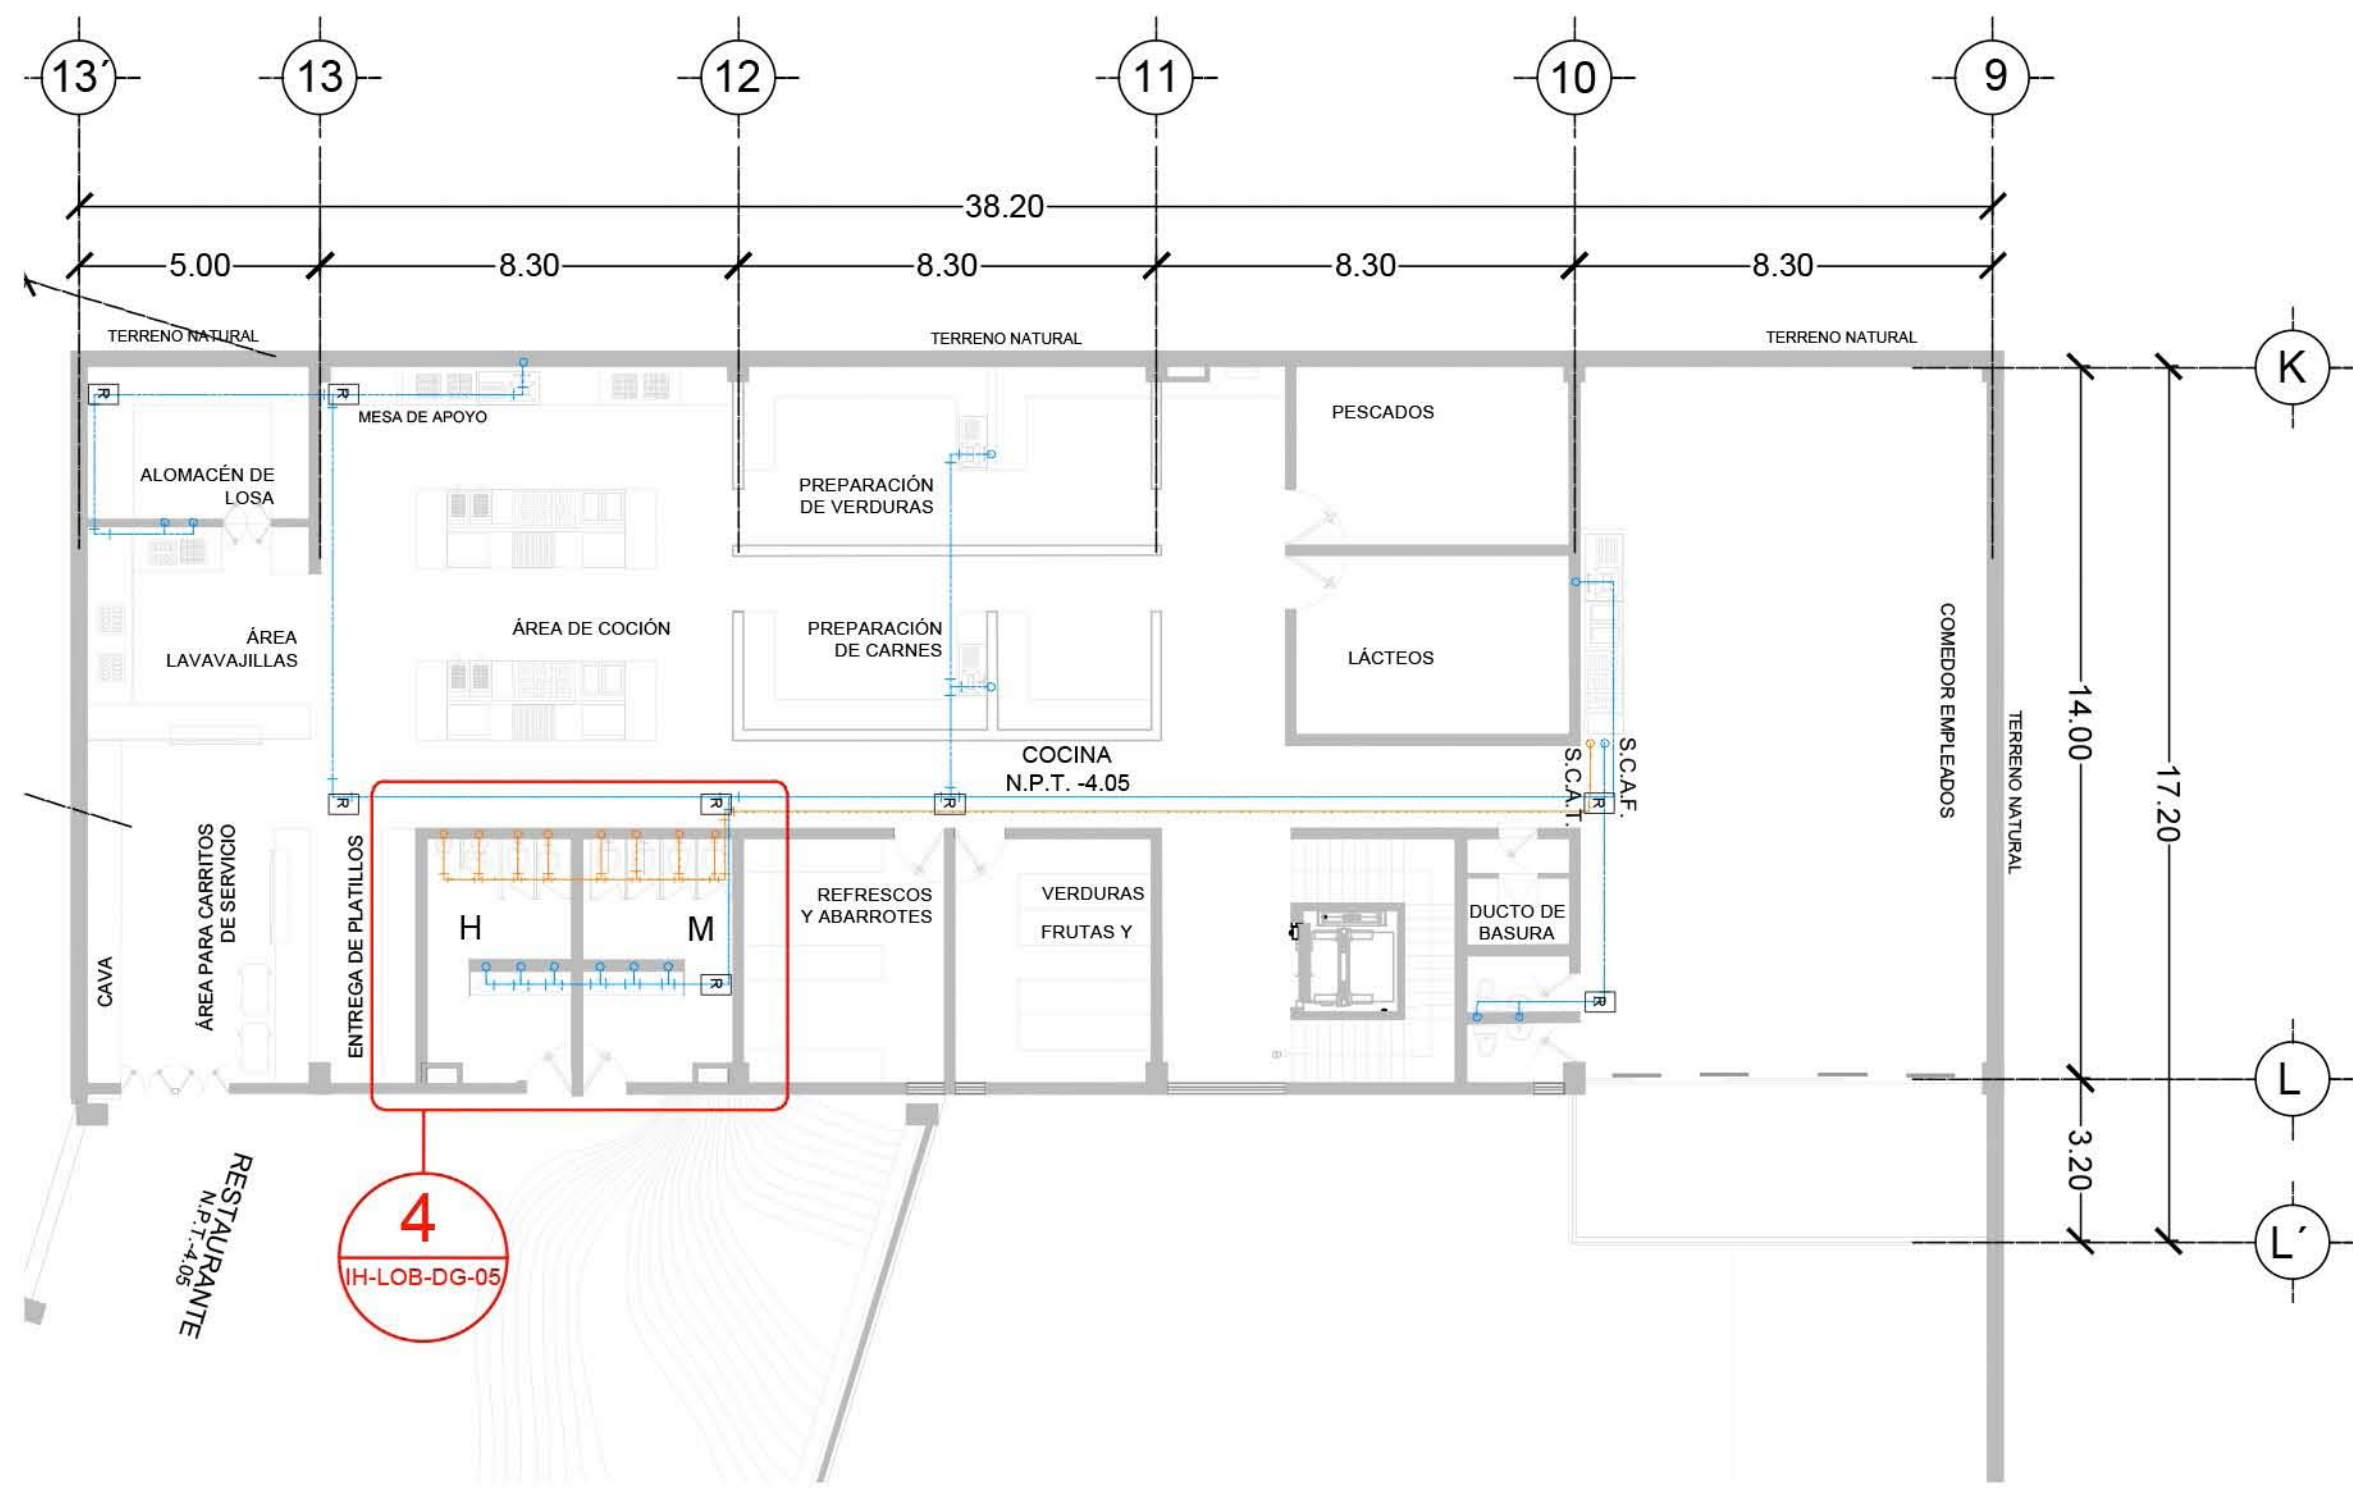 13´
13
12
11
10
9
38.20
5.00
8.30
8.30
8.30
8.30
TERRENO NATURAL
TERRENO NATURAL
TERRENO NATURAL
K
R
R
MESA DE APOYO
PESCADOS
ALOMACÉN DE
LOSA
PREPARACIÓN
DE VERDURAS
ÁREA
LAVAVAJILLAS
ÁREA DE COCIÓN
PREPARACIÓN
DE CARNES
LÁCTEOS
COMEDOR EMPLEADOS
TERRENO NATURAL
14.00
17.20
COCINA
N.P.T. -4.05
S.C.A.T.
S.C.A.F.
R
R
R
R
ÁREA PARA CARRITOS
DE SERVICIO
ENTREGA DE PLATILLOS
CAVA
H
M
REFRESCOS
Y ABARROTES
VERDURAS
FRUTAS Y
DUCTO DE
BASURA
R
R
L
3.20
L´
RESTAURANTE
N.P.T.-4.05
4
IH-LOB-DG-05